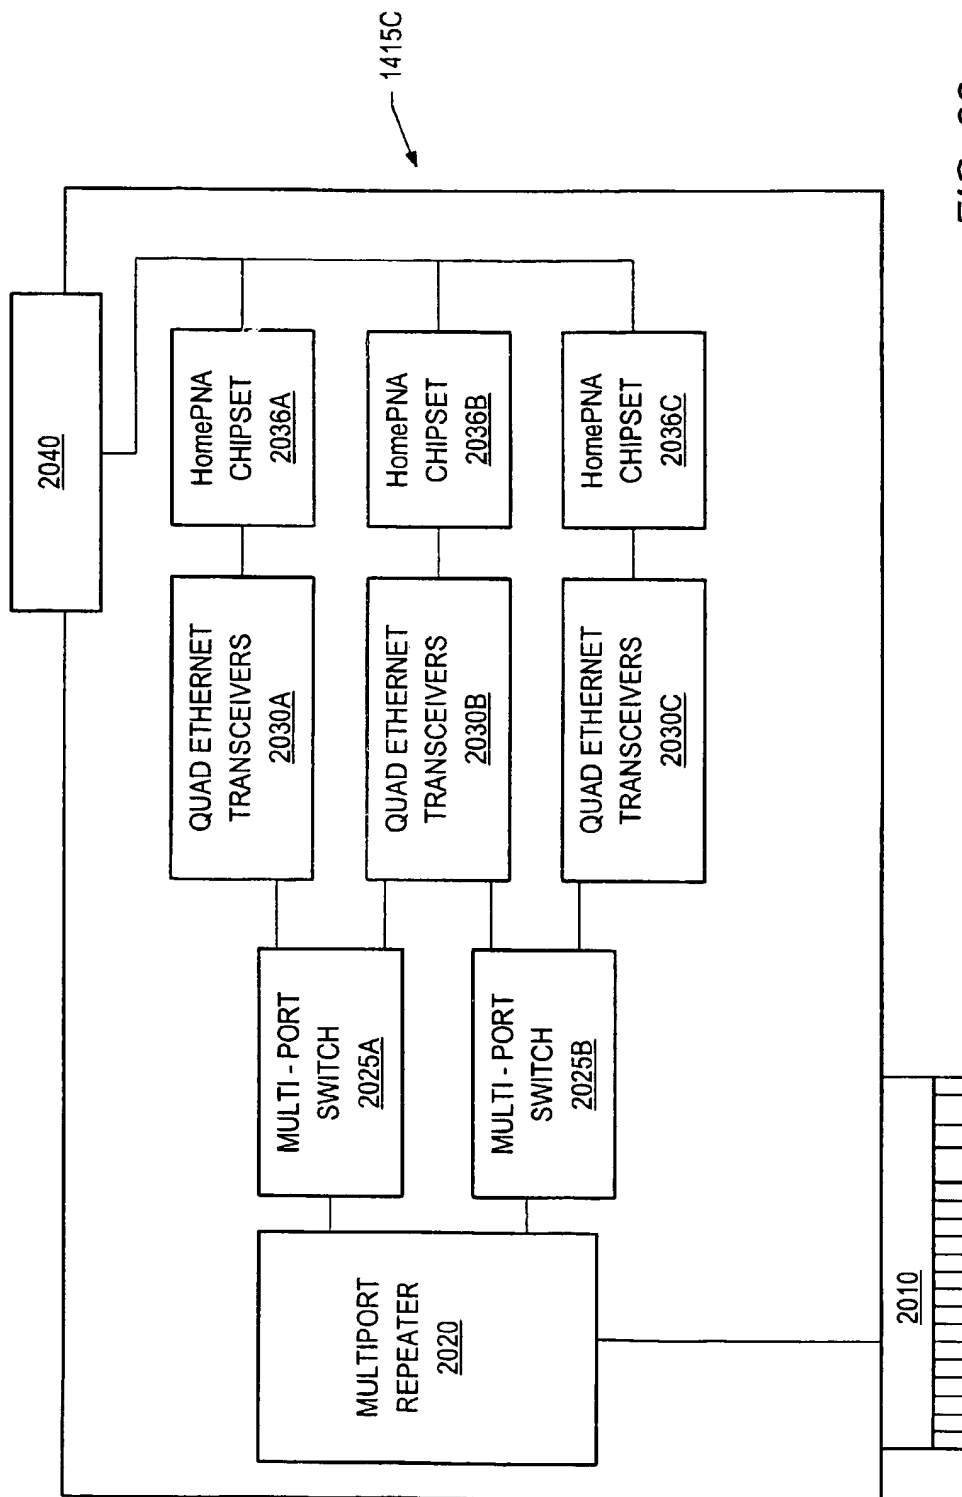 1415C
2040
HomePNA
CHIPSET
2036A
HomePNA
CHIPSET
2036B
HomePNA
CHIPSET
2036C
QUAD ETHERNET
TRANSCEIVERS
2030A
QUAD ETHERNET
TRANSCEIVERS
2030B
QUAD ETHERNET
TRANSCEIVERS
2030C
MULTI - PORT
SWITCH
2025A
MULTI - PORT
SWITCH
2025B
MULTIPORT
REPEATER
2020
2010